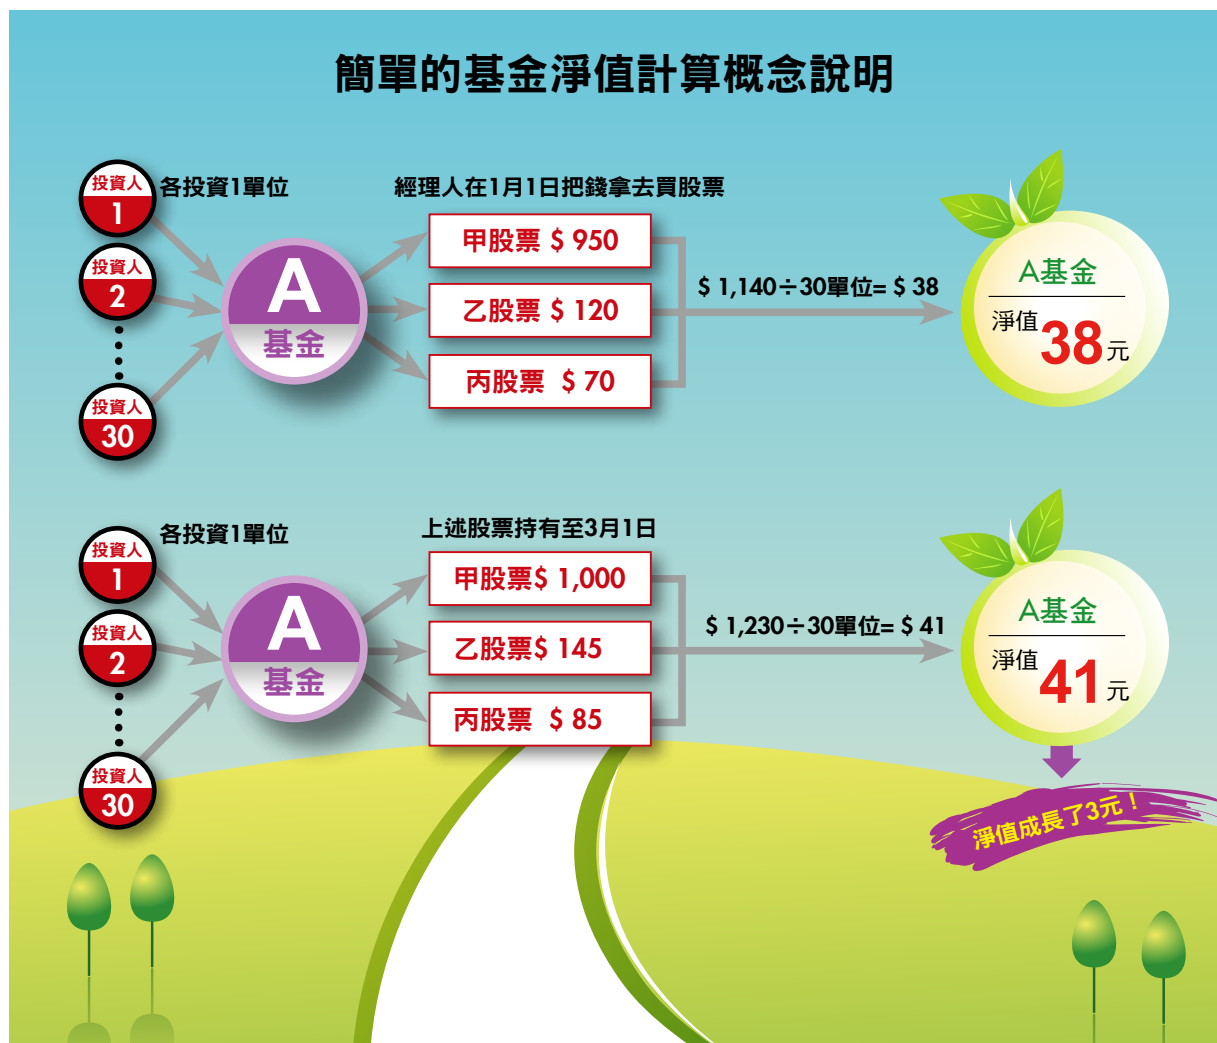 簡單的基金淨值計算概念說明
投資人
1
各投資1單位
投資人
2
投資人
30
A
基金
經理人在1月1日把錢拿去買股票
甲股票 $ 950
乙股票 $ 120
丙股票 $ 70
$ 1,140÷30單位= $ 38
A基金
淨值38元
投資人
1
各投資1單位
投資人
2
投資人
30
A
基金
上述股票持有至3月1日
甲股票$ 1,000
乙股票$ 145
丙股票 $ 85
$ 1,230÷30單位= $ 41
A基金
淨值41元
淨值成長了3元！